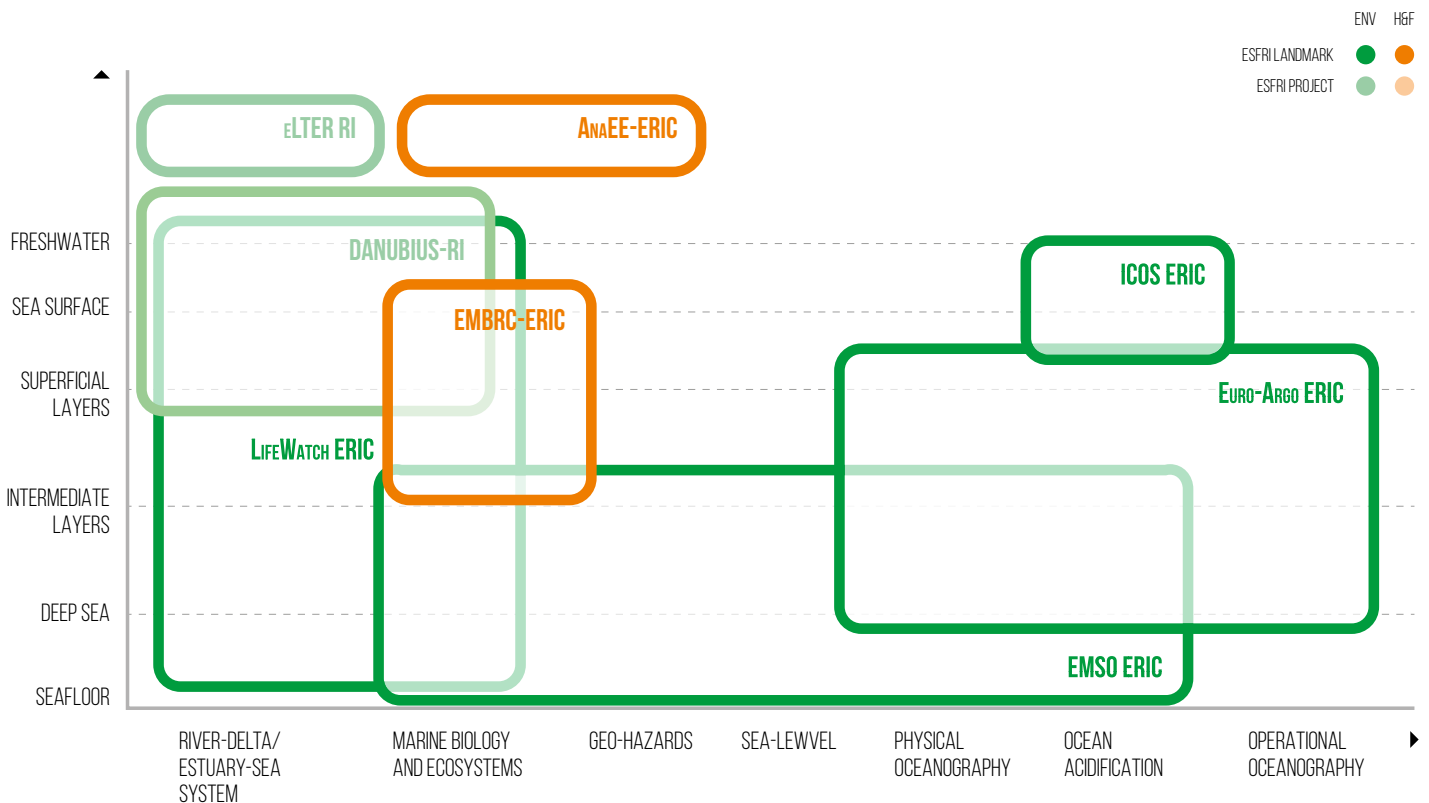 ENV H&F
ESFRI LANDMARK
ESFRI PROJECT
eLTER RI
AnaEE-ERIC
FRESHWATER
DANUBIUS-RI
ICOS ERIC
SEA SURFACE
EMBRC-ERIC
SUPERFICIAL
LAYERS
Euro-Argo ERIC
LifeWatch ERIC
INTERMEDIATE
LAYERS
DEEP SEA
EMSO ERIC
SEAFLOOR
RIVER-DELTA/
ESTUARY-SEA
SYSTEM
MARINE BIOLOGY
AND ECOSYSTEMS
GEO-HAZARDS
SEA-LEWVEL
PHYSICAL
OCEANOGRAPHY
OCEAN
ACIDIFICATION
OPERATIONAL
OCEANOGRAPHY